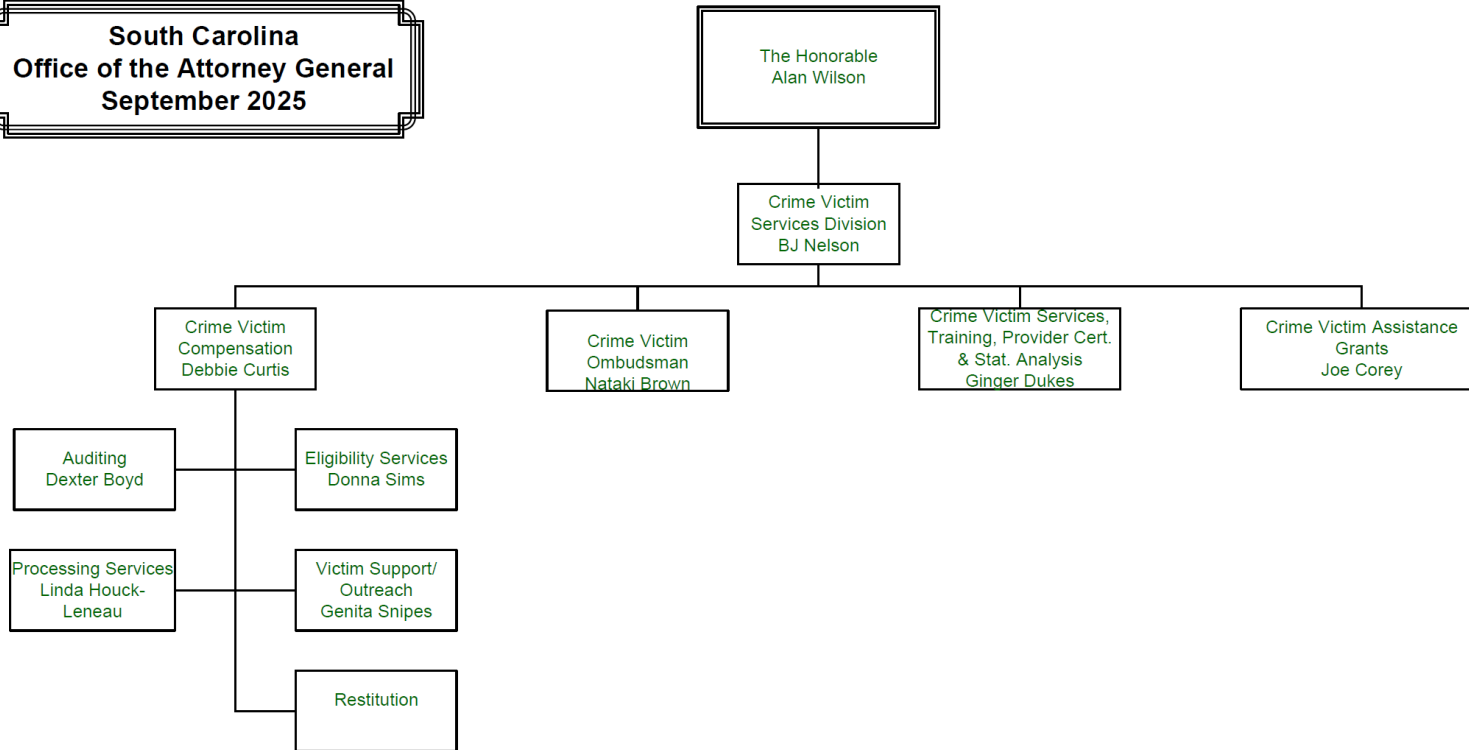 South Carolina
Office of the Attorney General
September 2025
The Honorable
Alan Wilson
Crime Victim
Services Division
BJ Nelson
Crime Victim
Compensation
Debbie Curtis
Crime Victim
Ombudsman
Nataki Brown
Crime Victim Services,
Training, Provider Cert.
& Stat. Analysis
Ginger Dukes
Crime Victim Assistance
Grants
Joe Corey
Auditing
Dexter Boyd
Eligibility Services
Donna Sims
Processing Services
Linda Houck-
Leneau
Victim Support/
Outreach
Genita Snipes
Restitution